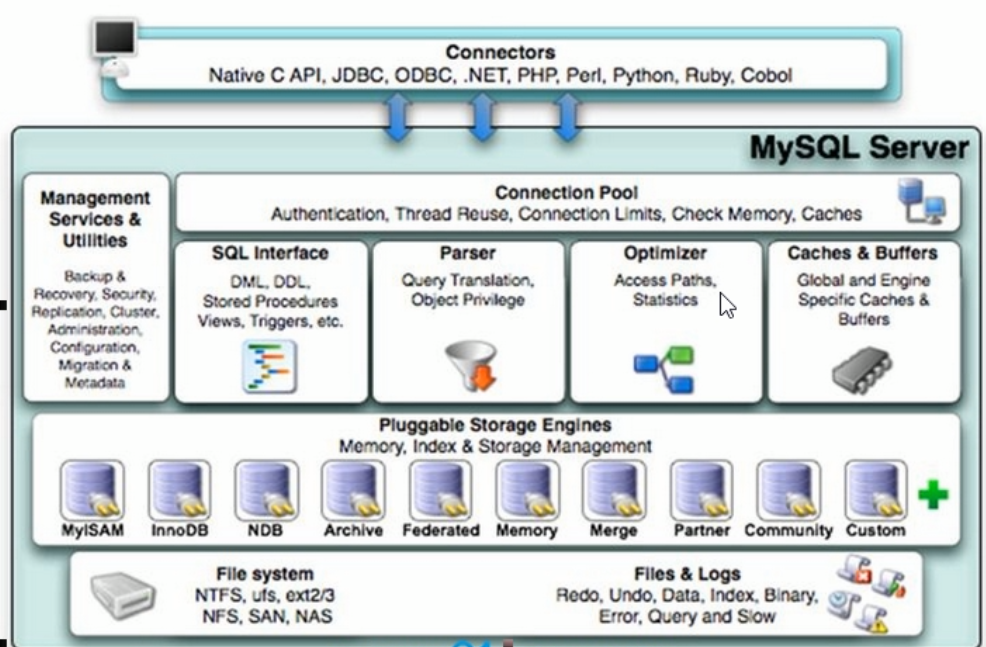 Connectors
Native C API, JDBC, ODBC, .NET, PHP, Perl, Python, Ruby, Cobol
MySQL Server
Management
Services &
Utilities
Backup &
Recovery, Security,
Replication, Cluster,
Administration,
Configuration,
Migration &
Metadata
Connection Pool
Authentication, Thread Reuse, Connection Limits, Check Memory, Caches
SQL Interface
DML, DDL,
Stored Procedures
Views, Triggers, etc.
Parser
Query Translation,
Object Privilege
Optimizer
Access Paths,
Statistics
Caches & Buffers
Global and Engine
Specific Caches &
Buffers
Pluggable Storage Engines
Memory, Index & Storage Management
MyISAM
InnoDB
NDB
Archive
Federated
Memory
Merge
Partner
Community
Custom
File system
NTFS, ufs, ext2/3
NFS, SAN, NAS
Files & Logs
Redo, Undo, Data, Index, Binary,
Error, Query and Slow